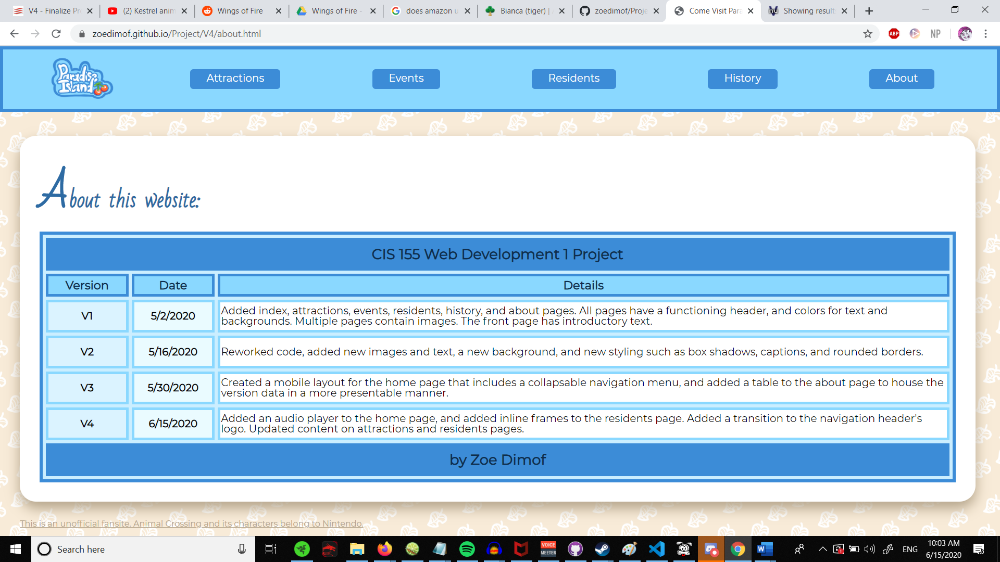 V4 - Finalize Pr
(2) Kestrel anim
Wings of Fire
Wings of Fire -
does amazon u
Bianca (tiger) |
zoedimof/Proje
Come Visit Para
Showing result
zoedimof.github.io/Project/V4/about.html
ABP
NP
Paradise
Island
Attractions
Events
Residents
History
About
About this website:
CIS 155 Web Development 1 Project
Version
Date
Details
V1
5/2/2020
Added index, attractions, events, residents, history, and about pages. All pages have a functioning header, and colors for text and
backgrounds. Multiple pages contain images. The front page has introductory text.
V2
5/16/2020
Reworked code, added new images and text, a new background, and new styling such as box shadows, captions, and rounded borders.
V3
5/30/2020
Created a mobile layout for the home page that includes a collapsable navigation menu, and added a table to the about page to house the
version data in a more presentable manner.
V4
6/15/2020
Added an audio player to the home page, and added inline frames to the residents page. Added a transition to the navigation header's
logo. Updated content on attractions and residents pages.
by Zoe Dimof
This is an unofficial fansite. Animal Crossing and its characters belong to Nintendo.
Search here
VOICE
MEETER
ENG
10:03 AM
6/15/2020